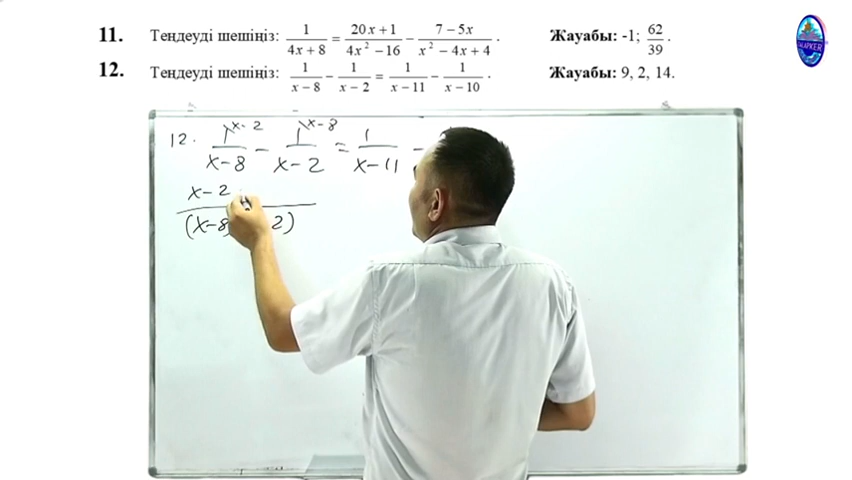 11. Теңдеуді шешіңіз: 1/(4x + 8) = (20x + 1)/(4x² − 16) − (7 − 5x)/(x² − 4x + 4). Жауабы: -1; 62/39.
12. Теңдеуді шешіңіз: 1/(x − 8) − 1/(x − 2) = 1/(x − 11) − 1/(x − 10). Жауабы: 9, 2, 14.
12. 1^(x-2)/(x-8) − 1^(x-8)/(x-2) = 1/(x-11) −
x-2
(x-8) 2)